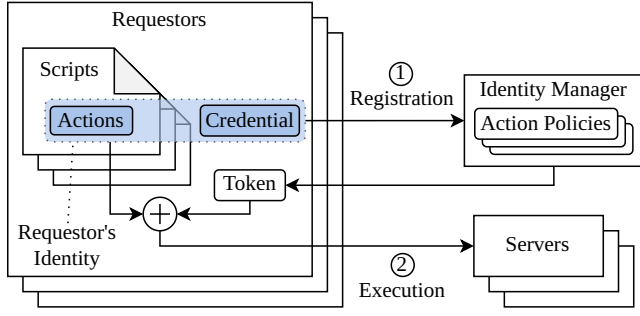 Requestors
Scripts
Actions
Credential
1
Registration
Identity Manager
Action Policies
Token
Requestor's
Identity
2
Execution
Servers